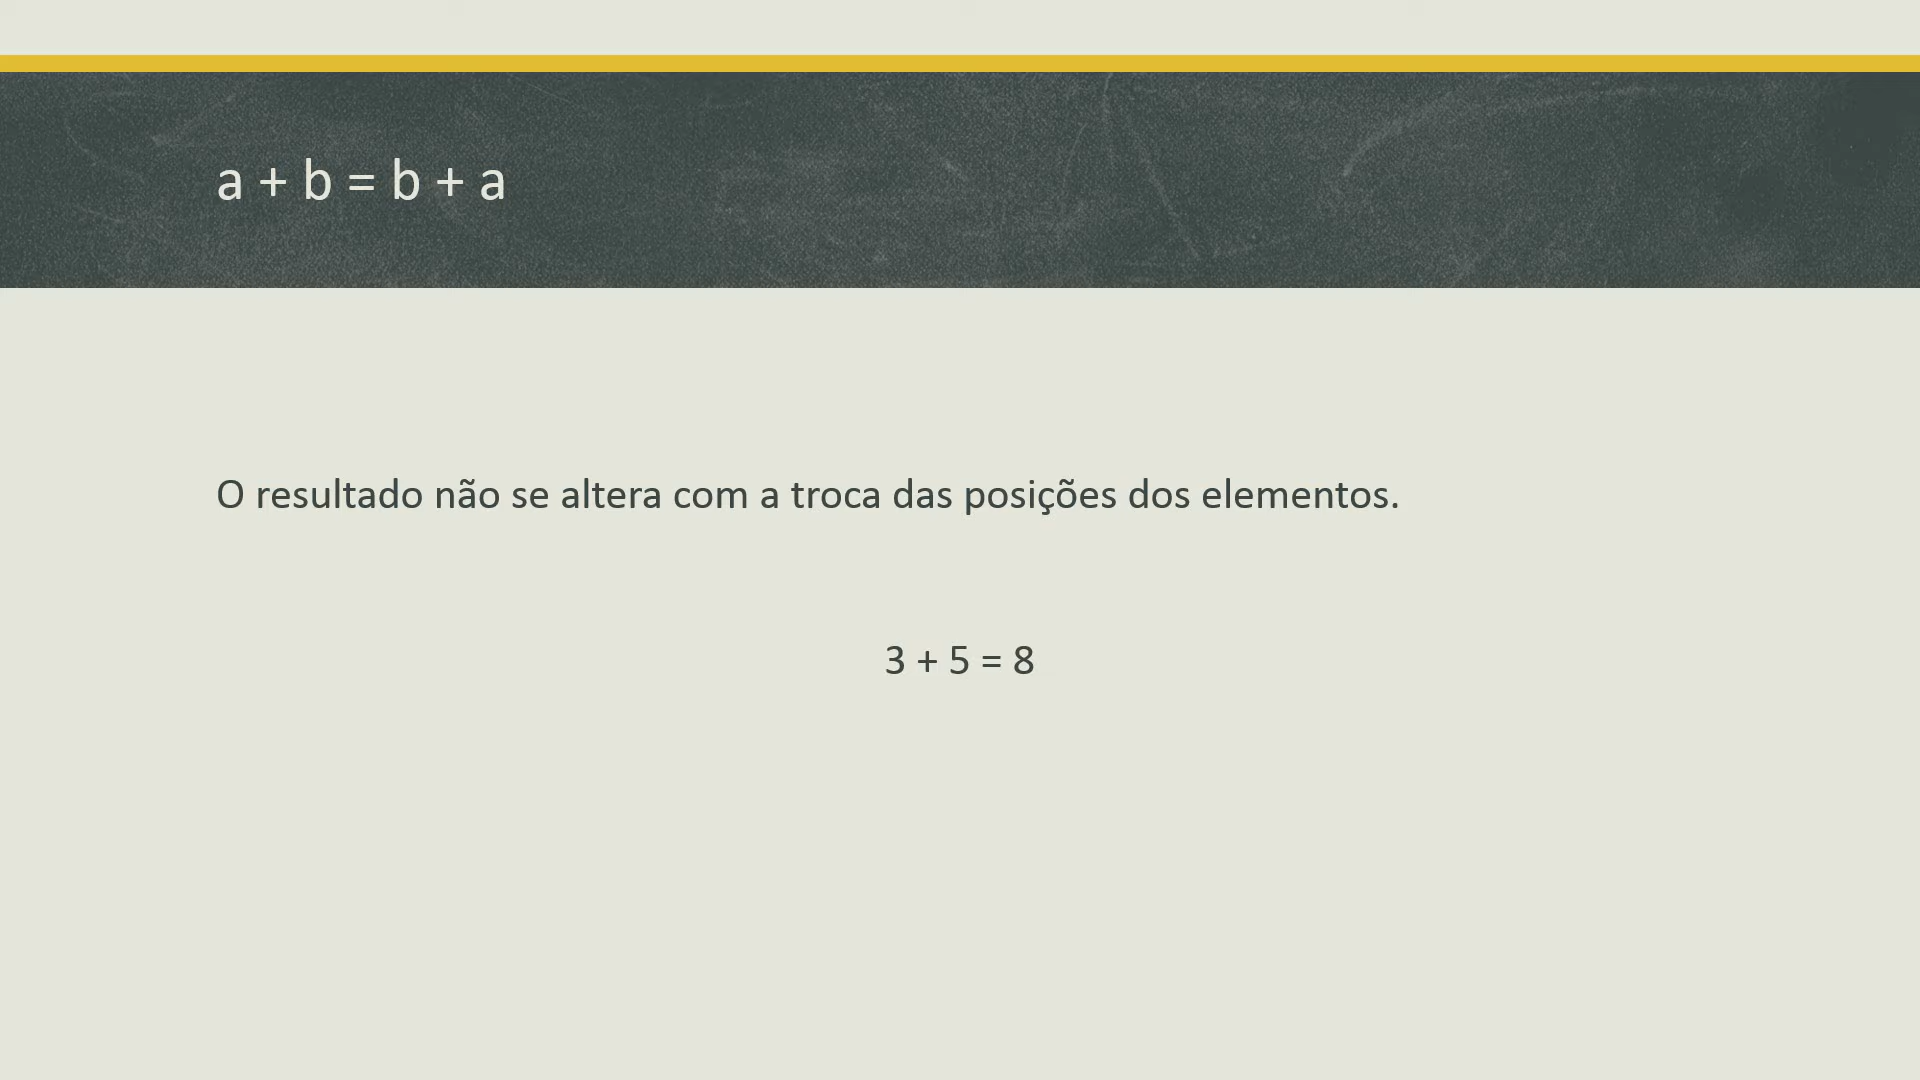 a + b = b + a
O resultado não se altera com a troca das posições dos elementos.
3 + 5 = 8